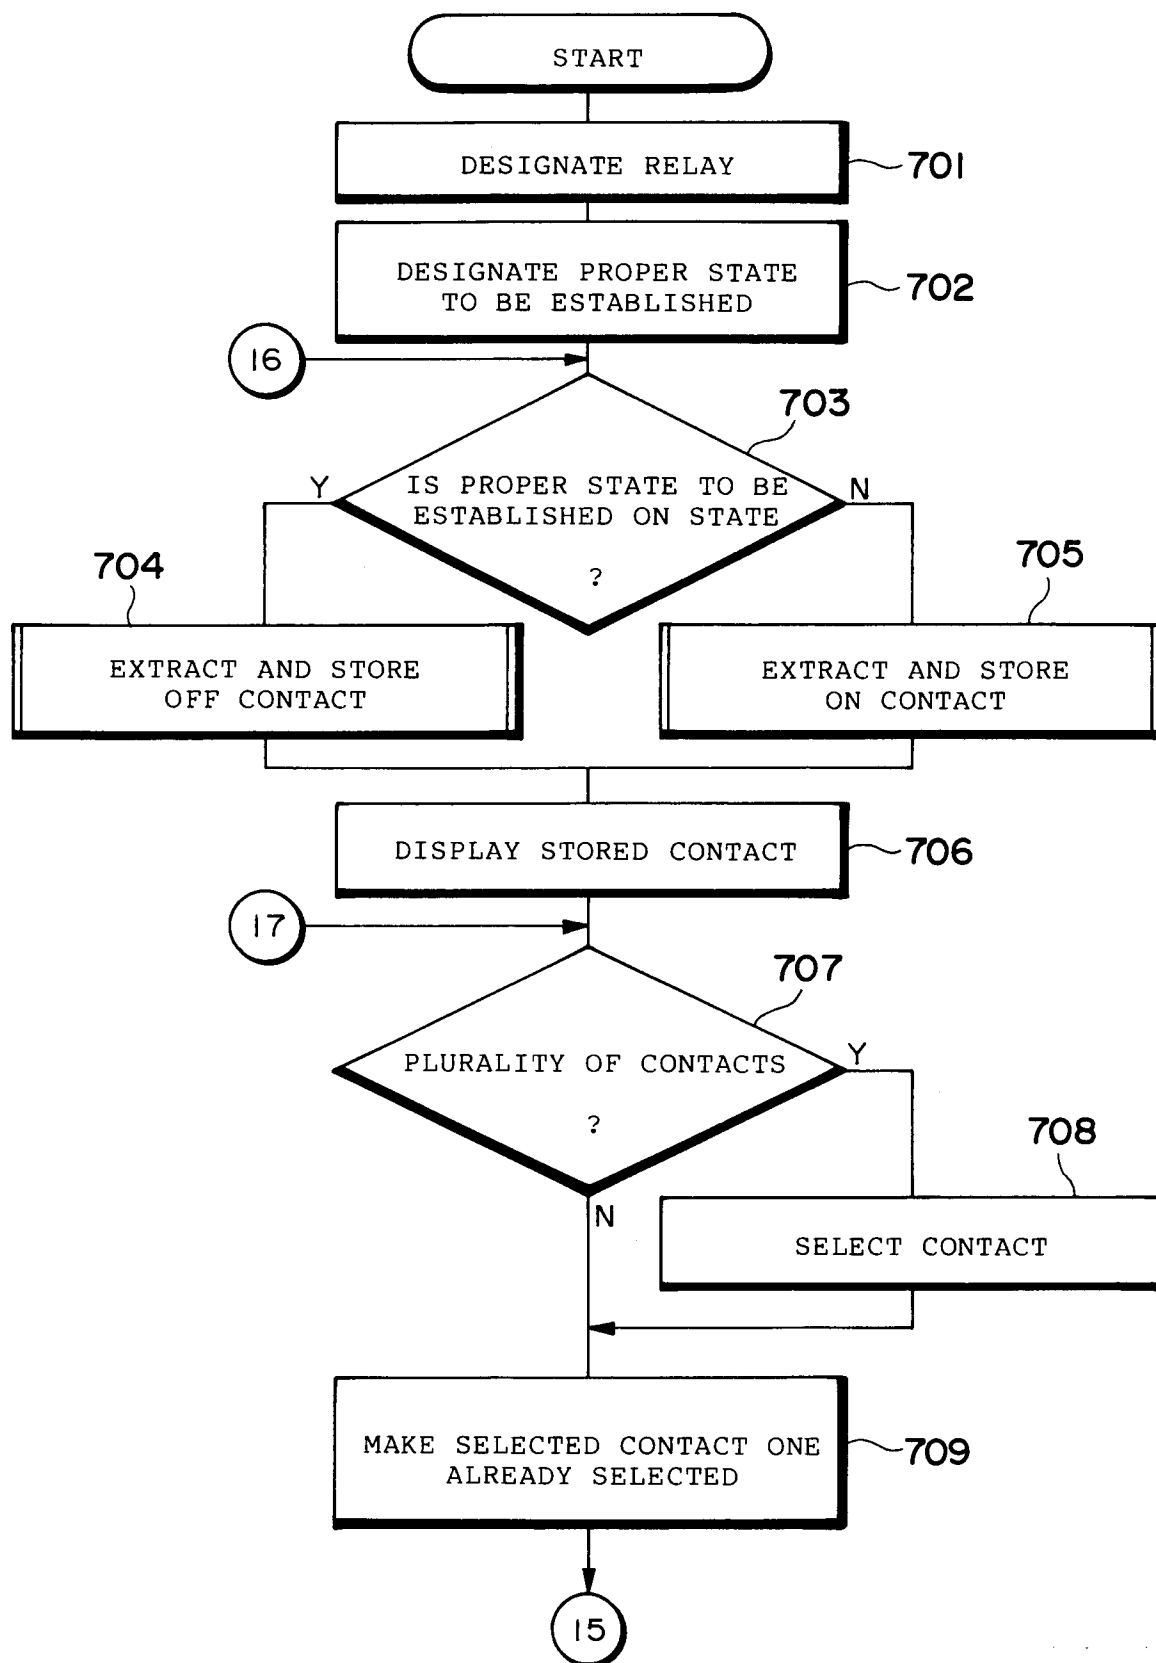 START
DESIGNATE RELAY
701
DESIGNATE PROPER STATE
TO BE ESTABLISHED
702
16
703
Y
IS PROPER STATE TO BE
ESTABLISHED ON STATE
?
N
704
705
EXTRACT AND STORE
OFF CONTACT
EXTRACT AND STORE
ON CONTACT
DISPLAY STORED CONTACT
706
17
707
PLURALITY OF CONTACTS
?
Y
708
N
SELECT CONTACT
MAKE SELECTED CONTACT ONE
ALREADY SELECTED
709
15